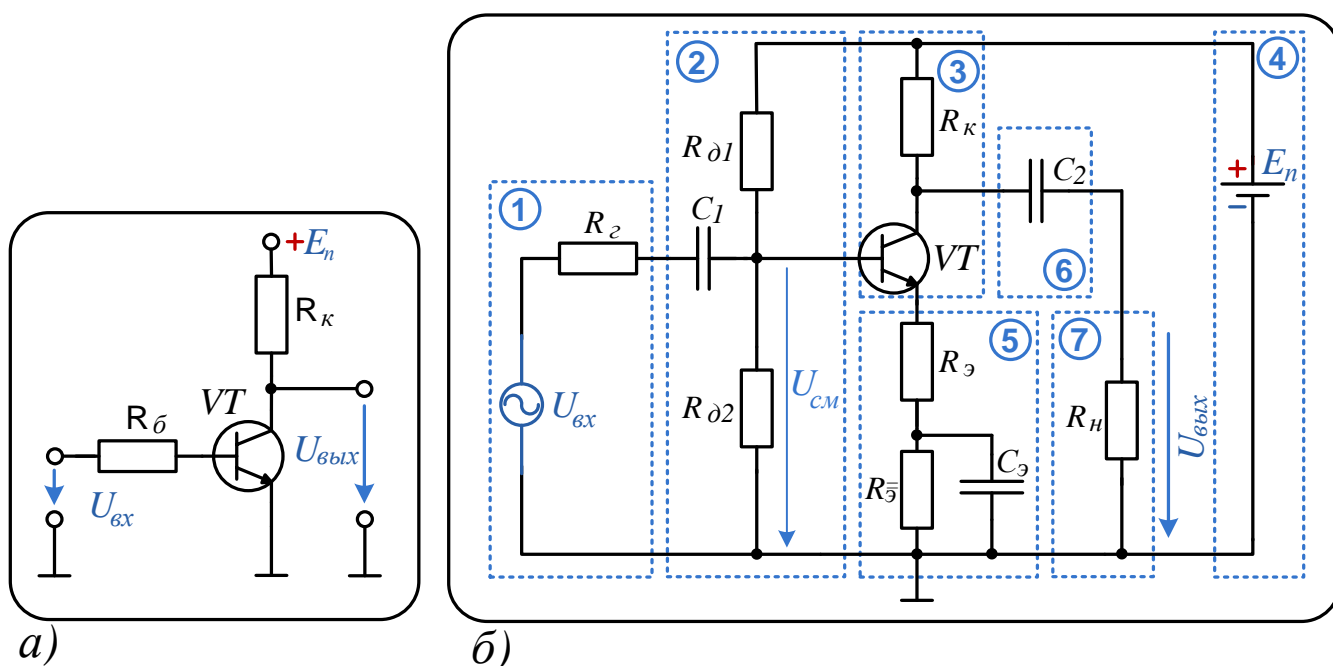 +Eп
Rк
VT
Rб
Uвх
Uвых
а)
1
2
3
4
5
6
7
Rг
C1
Rд1
Rд2
Uвх
Uсм
Rк
VT
C2
Rэ
Rэ=
Cэ
Rн
Uвых
+
Eп
−
б)